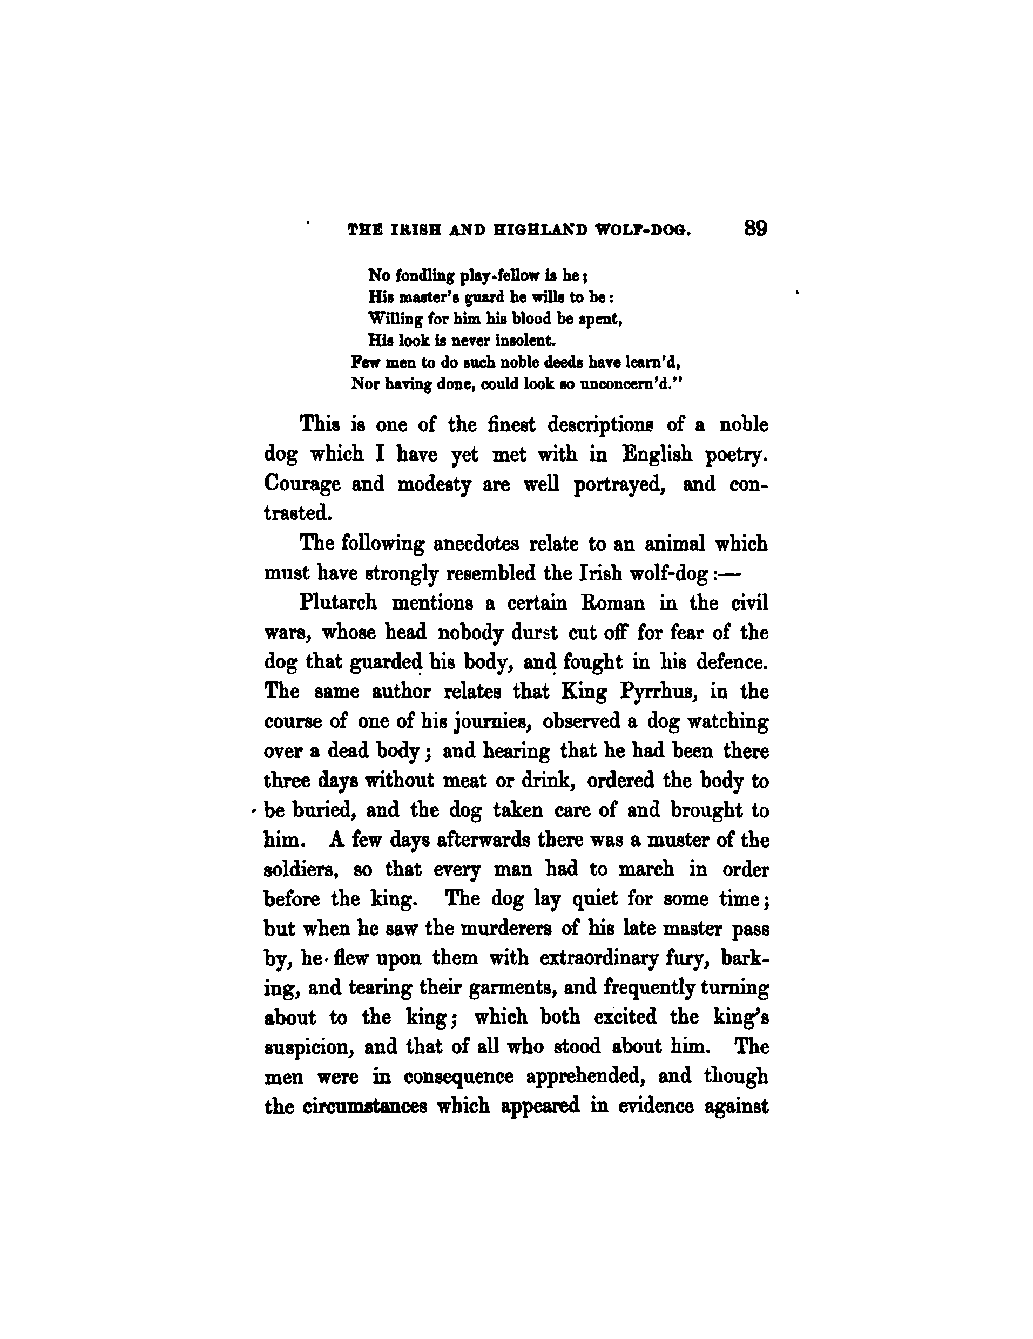 THE IRISH AND HIGHLAND WOLF-DOG. 89
No fondling play-fellow is he;
His master's guard he wills to be:
Willing for him his blood be spent,
His look is never insolent.
Few men to do such noble deeds have learn'd,
Nor having done, could look so unconcern'd."
This is one of the finest descriptions of a noble
dog which I have yet met with in English poetry.
Courage and modesty are well portrayed, and con-
trasted.
The following anecdotes relate to an animal which
must have strongly resembled the Irish wolf-dog:—
Plutarch mentions a certain Roman in the civil
wars, whose head nobody durst cut off for fear of the
dog that guarded his body, and fought in his defence.
The same author relates that King Pyrrhus, in the
course of one of his journies, observed a dog watching
over a dead body; and hearing that he had been there
three days without meat or drink, ordered the body to
be buried, and the dog taken care of and brought to
him. A few days afterwards there was a muster of the
soldiers, so that every man had to march in order
before the king. The dog lay quiet for some time;
but when he saw the murderers of his late master pass
by, he flew upon them with extraordinary fury, bark-
ing, and tearing their garments, and frequently turning
about to the king; which both excited the king's
suspicion, and that of all who stood about him. The
men were in consequence apprehended, and though
the circumstances which appeared in evidence against